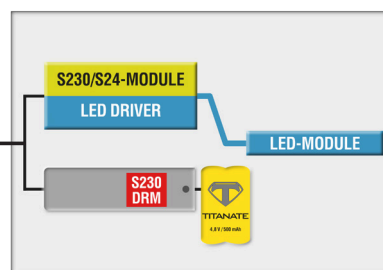 S230/S24-MODULE
LED DRIVER
LED-MODULE
S230
DRM
TITANATE
4,8 V / 500 mAh